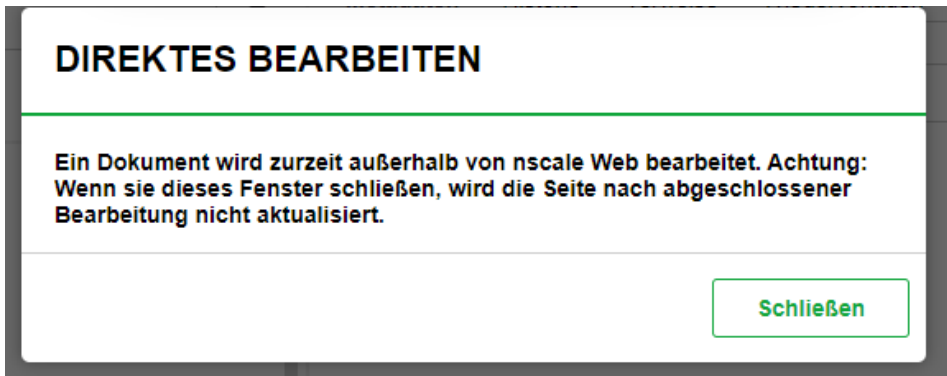 DIREKTES BEARBEITEN
Ein Dokument wird zurzeit außerhalb von nscale Web bearbeitet. Achtung:
Wenn sie dieses Fenster schließen, wird die Seite nach abgeschlossener
Bearbeitung nicht aktualisiert.
Schließen